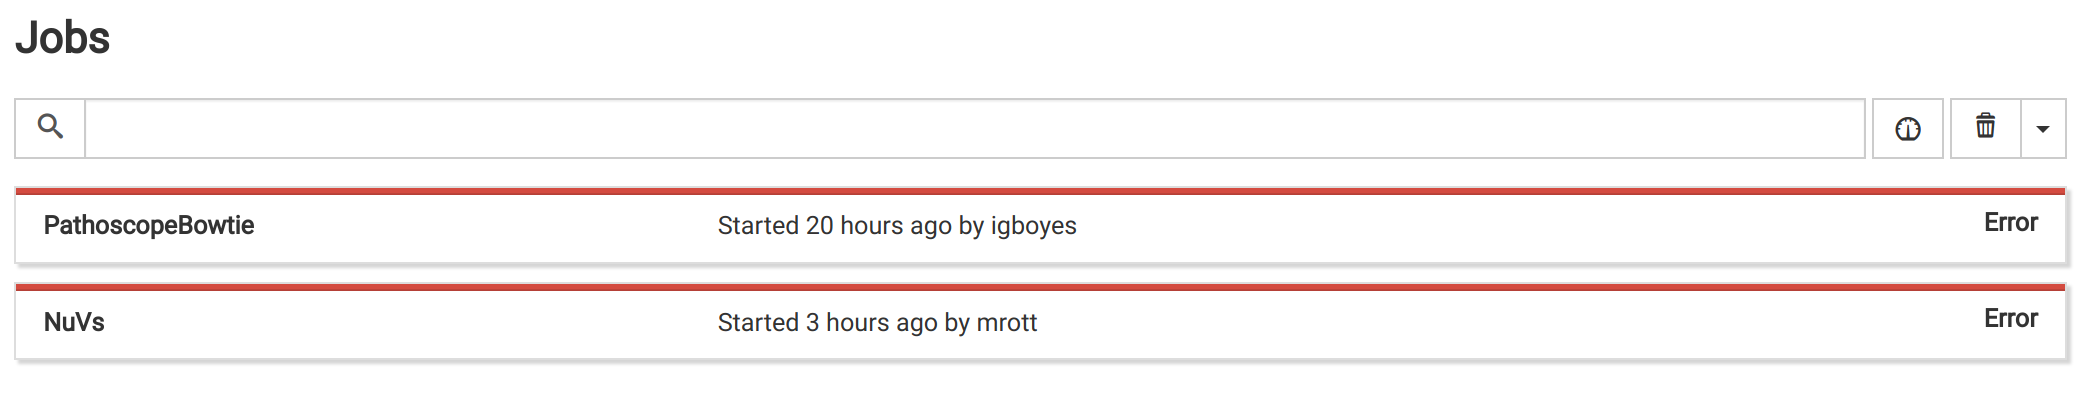 Jobs
PathoscopeBowtie Started 20 hours ago by igboyes Error
NuVs Started 3 hours ago by mrott Error